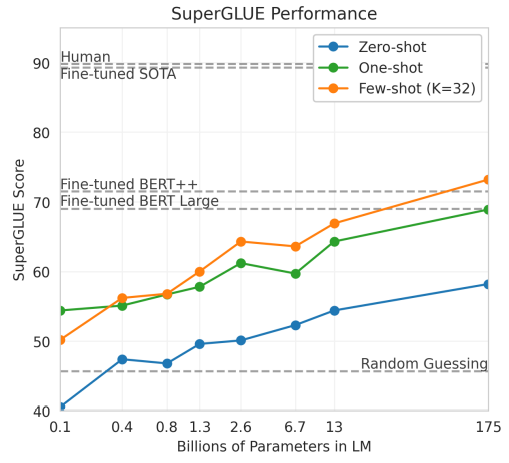 SuperGLUE Performance
Human
Fine-tuned SOTA
Zero-shot
One-shot
Few-shot (K=32)
Fine-tuned BERT++
Fine-tuned BERT Large
Random Guessing
SuperGLUE Score
90
80
70
60
50
40
0.1 0.4 0.8 1.3 2.6 6.7 13 175
Billions of Parameters in LM